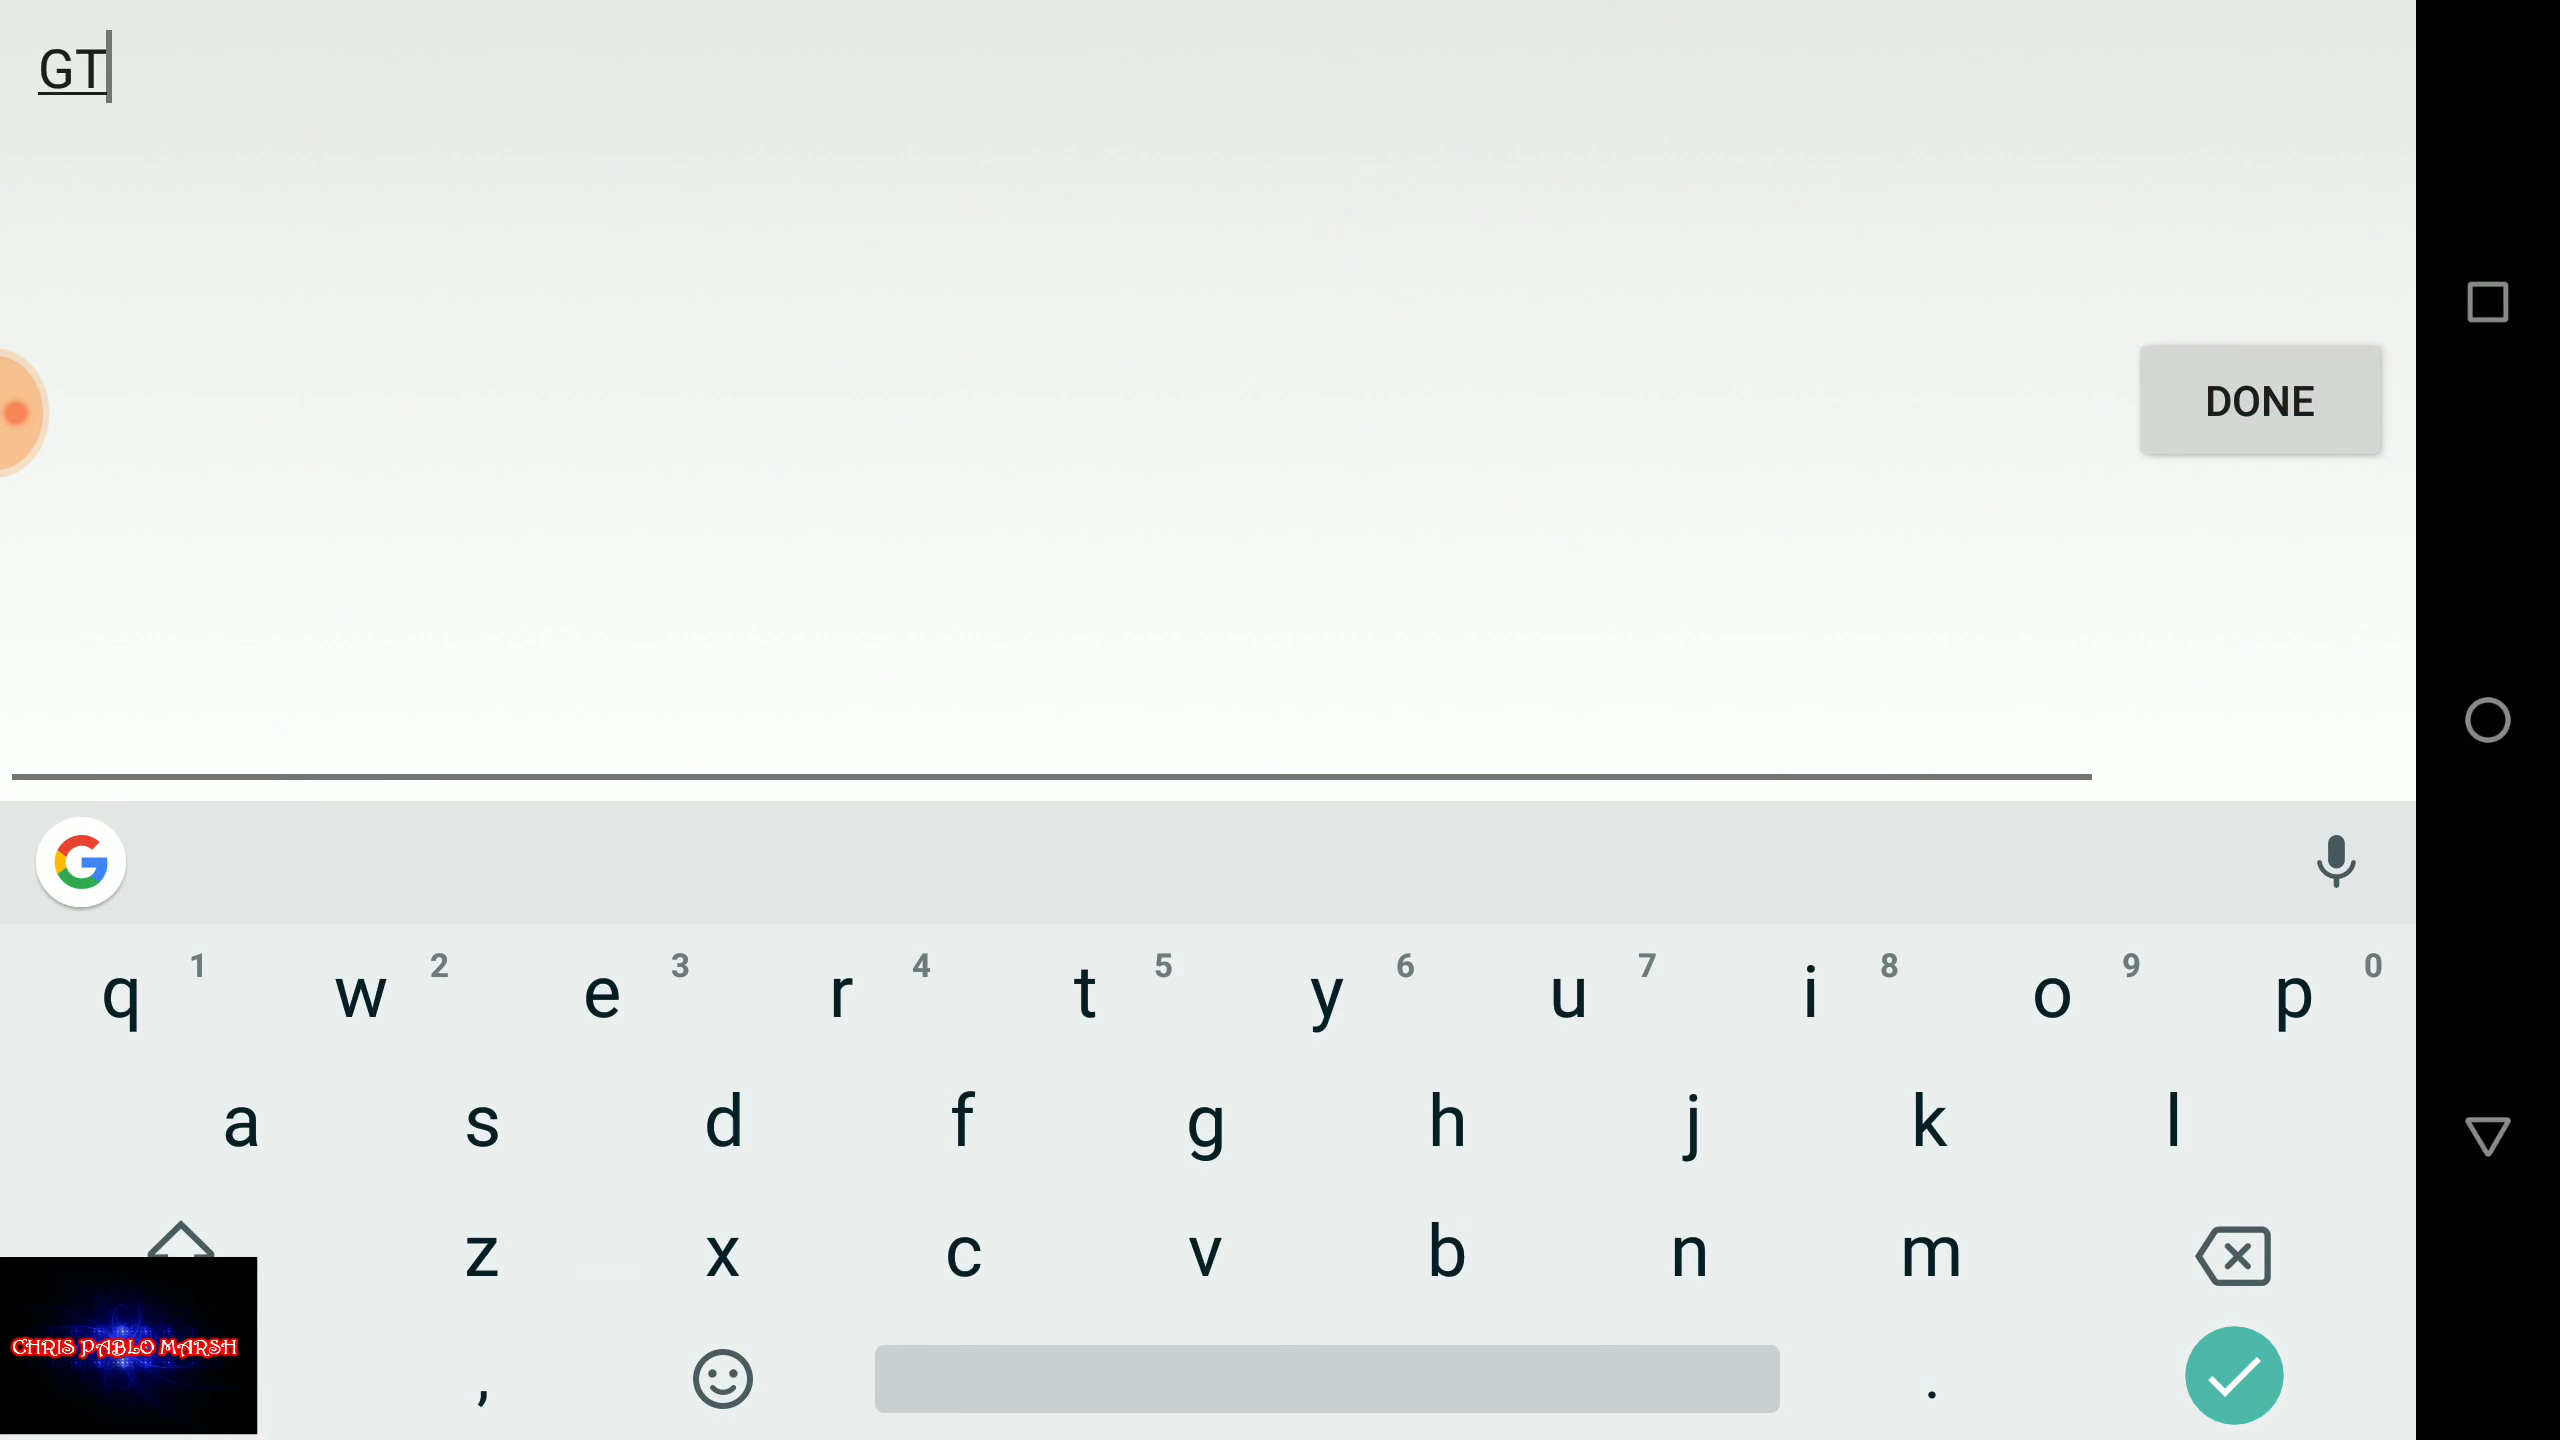 GT
DONE
G
q 1 w 2 e 3 r 4 t 5 y 6 u 7 i 8 o 9 p 0
a s d f g h j k l
z x c v b n m
CHRIS PABLO MARSH
, .